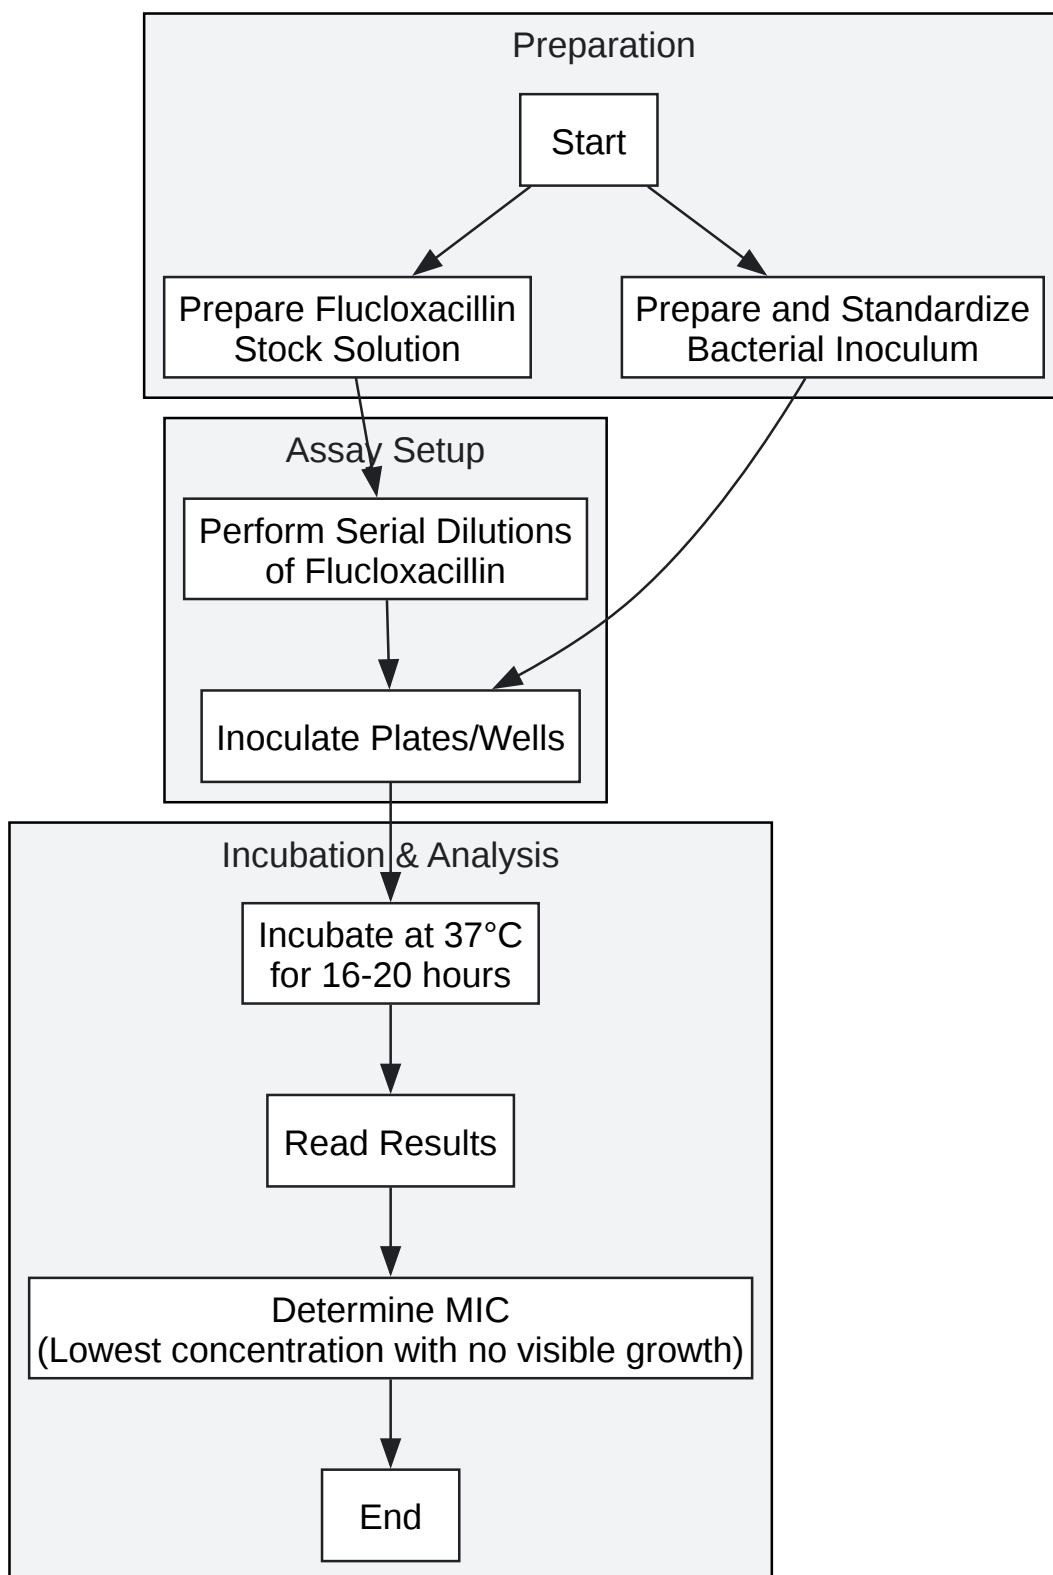 Preparation
Start
Prepare Flucloxacillin
Stock Solution
Prepare and Standardize
Bacterial Inoculum
Assay Setup
Perform Serial Dilutions
of Flucloxacillin
Inoculate Plates/Wells
Incubation & Analysis
Incubate at 37°C
for 16-20 hours
Read Results
Determine MIC
(Lowest concentration with no visible growth)
End